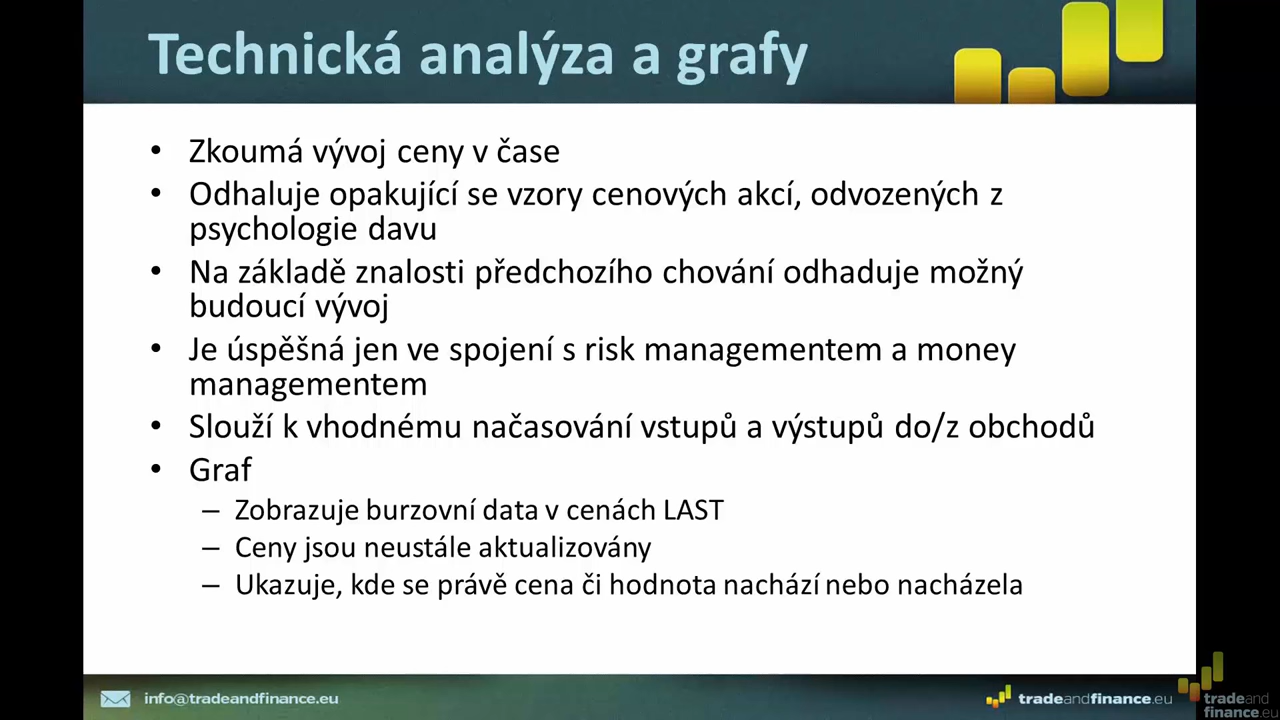 Technická analýza a grafy
• Zkoumá vývoj ceny v čase
• Odhaluje opakující se vzory cenových akcí, odvozených z
psychologie davu
• Na základě znalosti předchozího chování odhaduje možný
budoucí vývoj
• Je úspěšná jen ve spojení s risk managementem a money
managementem
• Slouží k vhodnému načasování vstupů a výstupů do/z obchodů
• Graf
– Zobrazuje burzovní data v cenách LAST
– Ceny jsou neustále aktualizovány
– Ukazuje, kde se právě cena či hodnota nachází nebo nacházela
info@tradeandfinance.eu
tradeandfinance.eu
tradeand
finance.eu